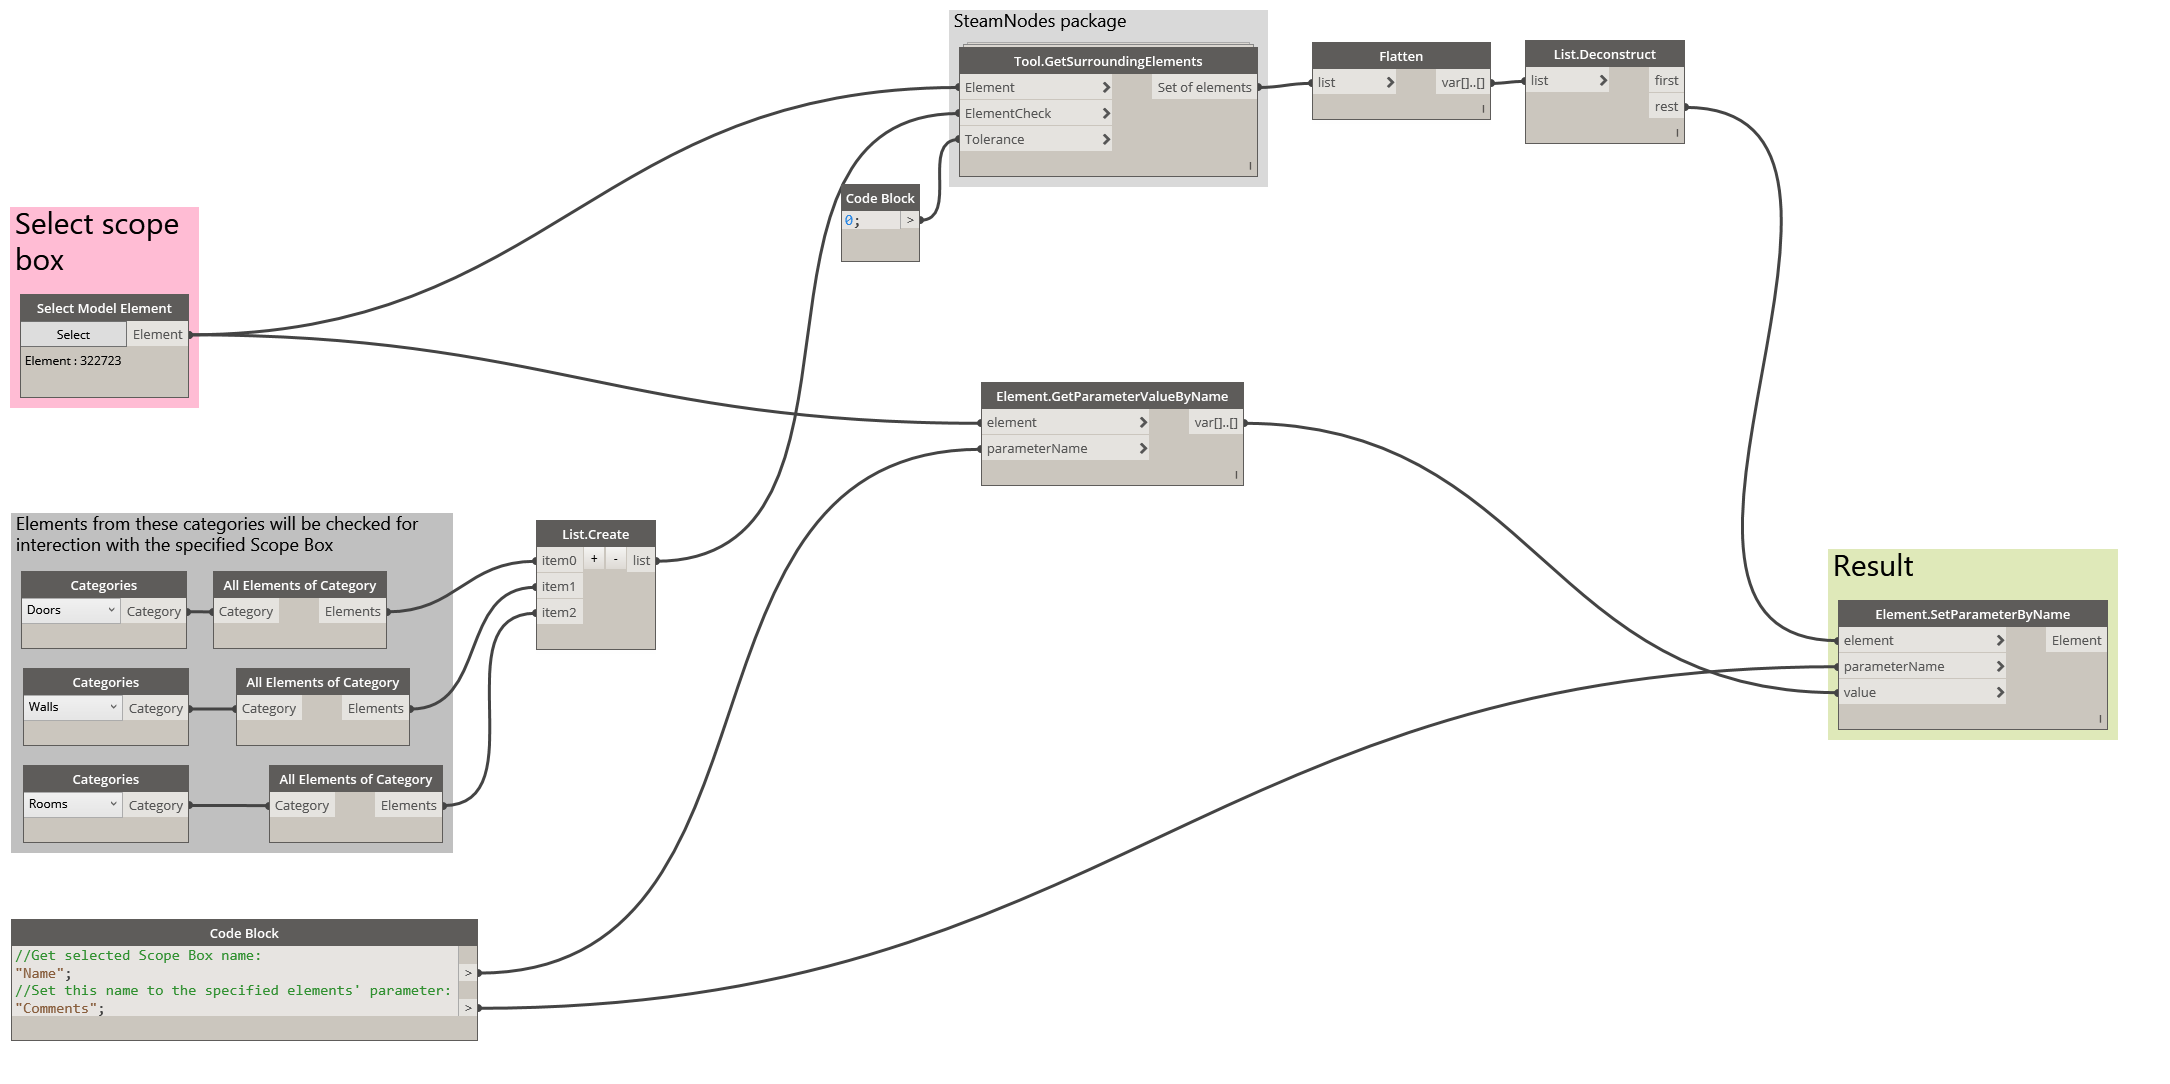 SteamNodes package
Tool.GetSurroundingElements
Element
ElementCheck
Tolerance
Set of elements
Flatten
list
var[]..[]
List.Deconstruct
list
first
rest
Code Block
0;
>
Select scope
box
Select Model Element
Select
Element
Element : 322723
Element.GetParameterValueByName
element
parameterName
var[]..[]
Elements from these categories will be checked for
interection with the specified Scope Box
Categories
Doors
Category
All Elements of Category
Category
Elements
Categories
Walls
Category
All Elements of Category
Category
Elements
Categories
Rooms
Category
All Elements of Category
Category
Elements
List.Create
item0
+
-
list
item1
item2
Result
Element.SetParameterByName
element
parameterName
value
Element
Code Block
//Get selected Scope Box name:
"Name";
>
//Set this name to the specified elements' parameter:
"Comments";
>